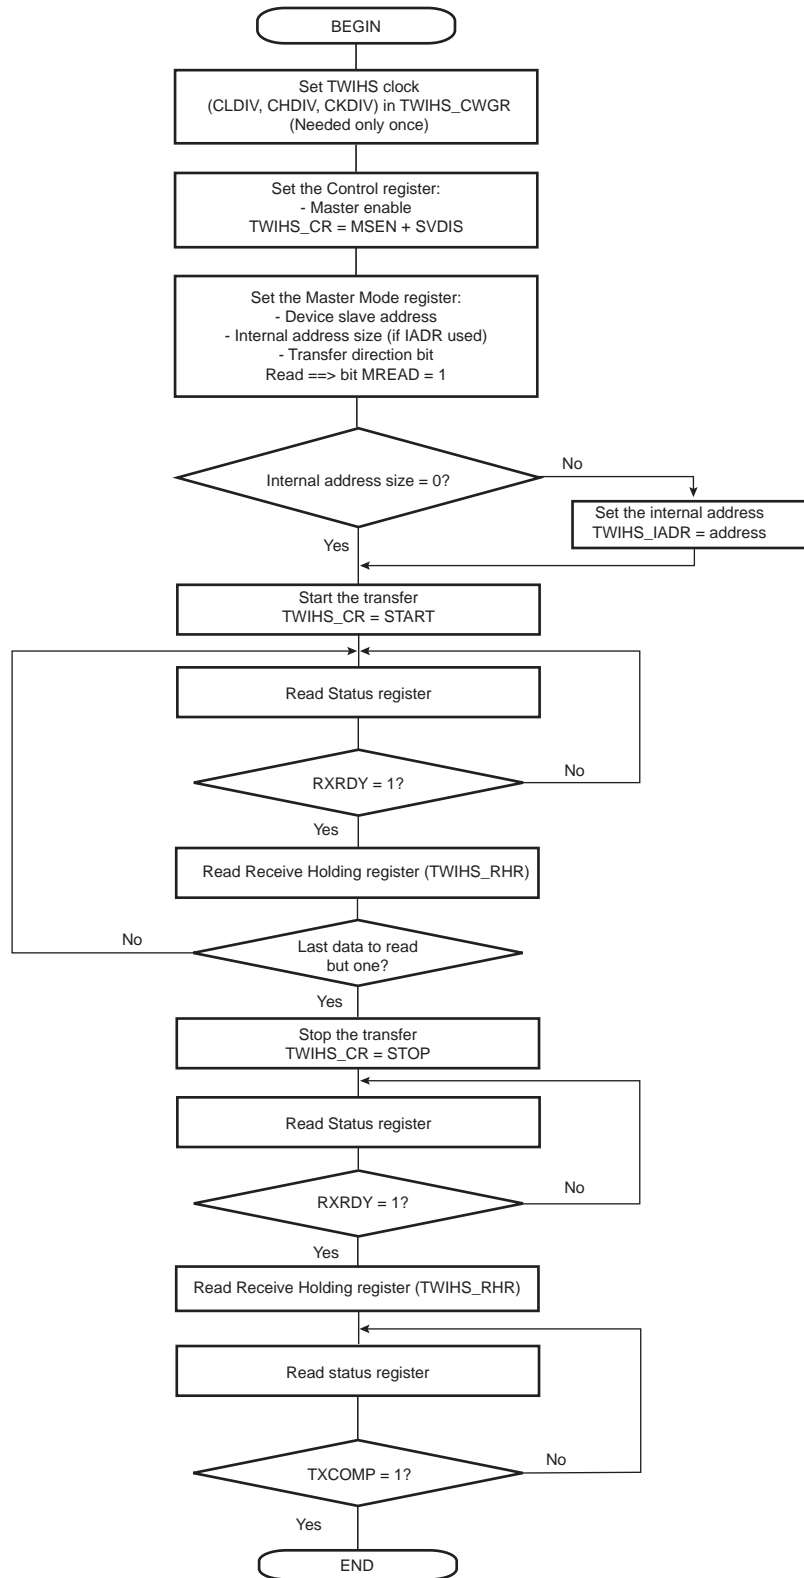 BEGIN
Set TWIHS clock
(CLDIV, CHDIV, CKDIV) in TWIHS_CWGR
(Needed only once)
Set the Control register:
- Master enable
TWIHS_CR = MSEN + SVDIS
Set the Master Mode register:
- Device slave address
- Internal address size (if IADR used)
- Transfer direction bit
Read ==> bit MREAD = 1
Internal address size = 0?
No
Set the internal address
TWIHS_IADR = address
Yes
Start the transfer
TWIHS_CR = START
Read Status register
RXRDY = 1?
No
Yes
Read Receive Holding register (TWIHS_RHR)
Last data to read
but one?
No
Yes
Stop the transfer
TWIHS_CR = STOP
Read Status register
RXRDY = 1?
No
Yes
Read Receive Holding register (TWIHS_RHR)
Read status register
TXCOMP = 1?
No
Yes
END